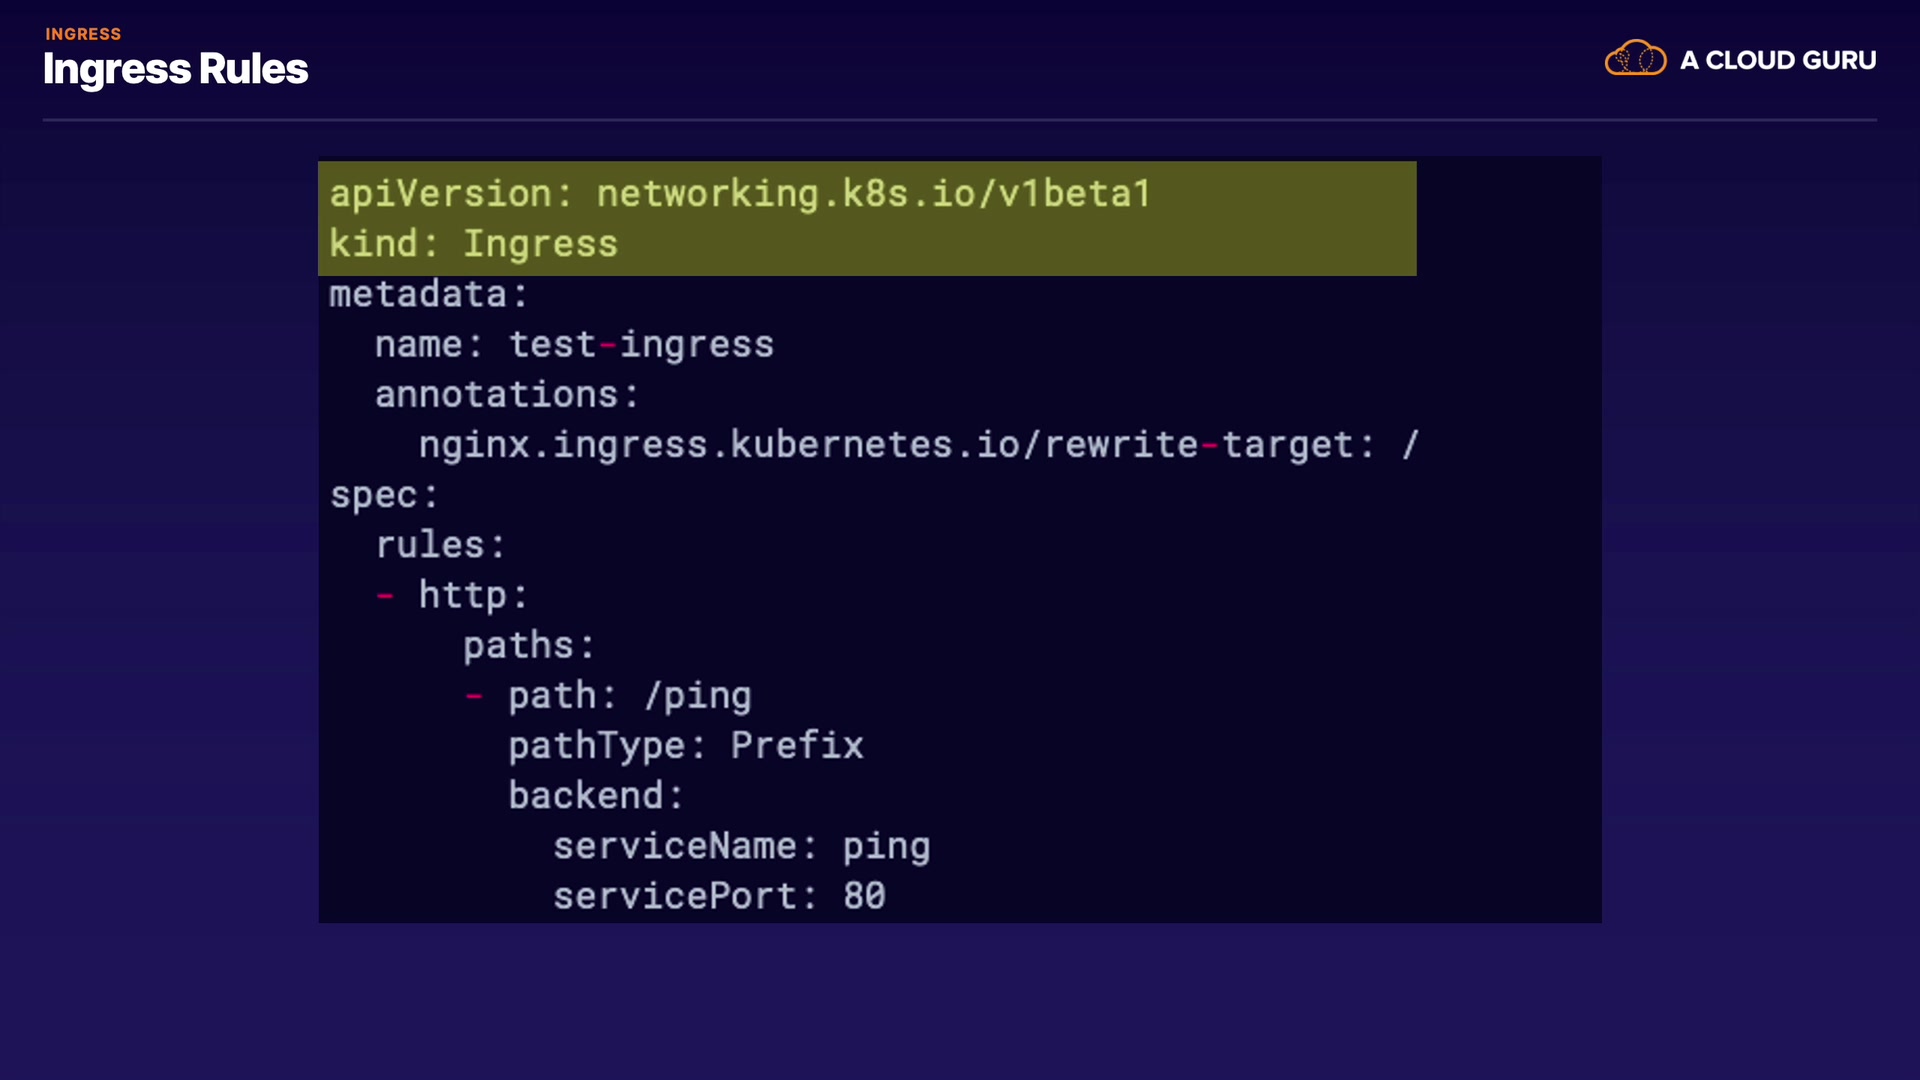 INGRESS
Ingress Rules
A CLOUD GURU
apiVersion: networking.k8s.io/v1beta1
kind: Ingress
metadata:
  name: test-ingress
  annotations:
    nginx.ingress.kubernetes.io/rewrite-target: /
spec:
  rules:
  - http:
      paths:
      - path: /ping
        pathType: Prefix
        backend:
          serviceName: ping
          servicePort: 80